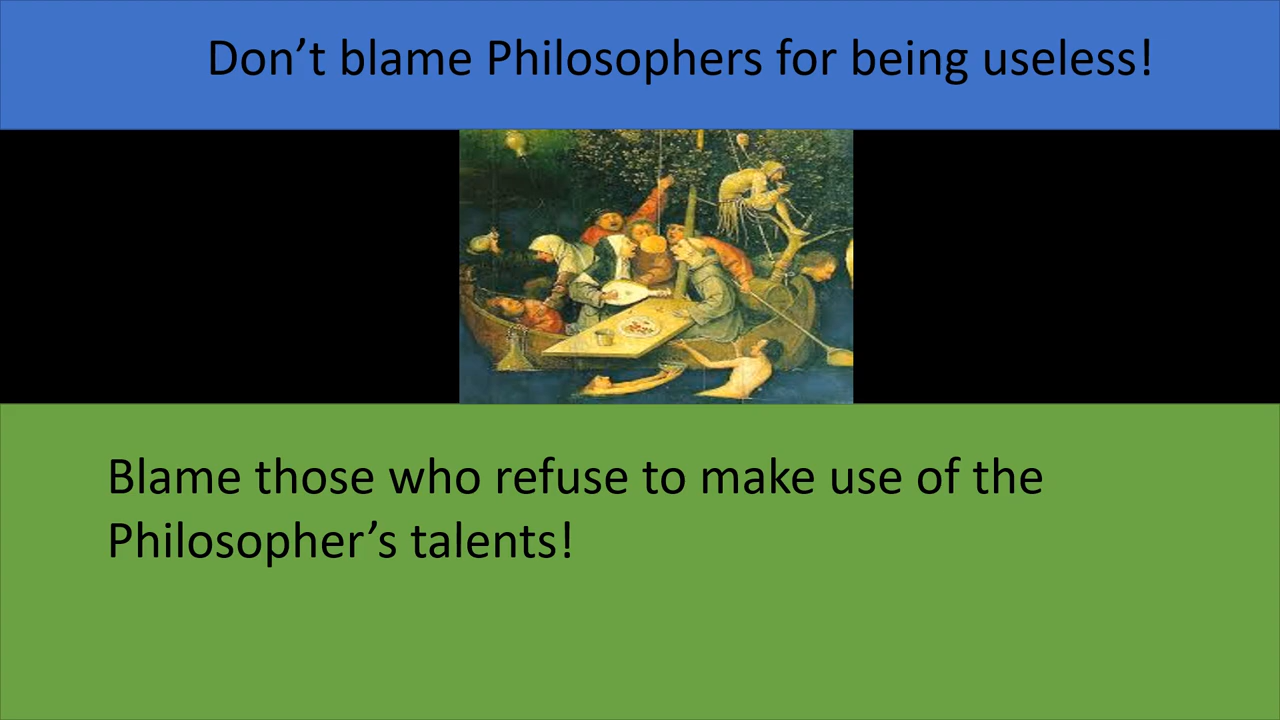 Don’t blame Philosophers for being useless!
Blame those who refuse to make use of the
Philosopher’s talents!